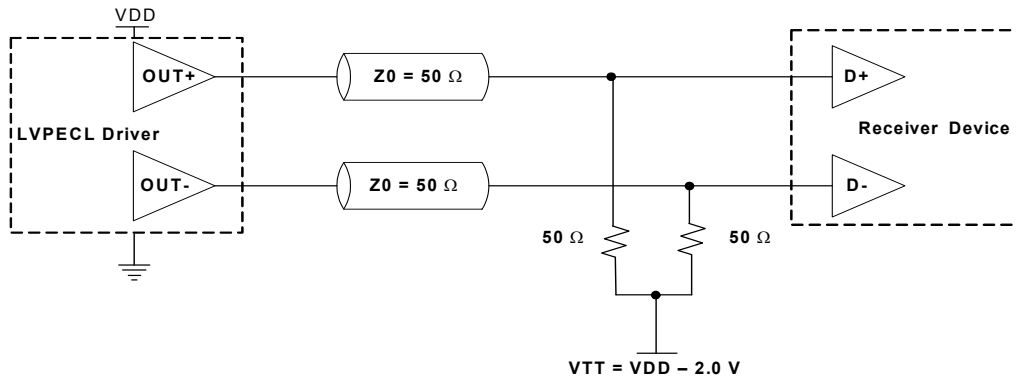 VDD
OUT+
Z0 = 50 Ω
D+
LVPECL Driver
Receiver Device
OUT-
Z0 = 50 Ω
D-
50 Ω
50 Ω
VTT = VDD – 2.0 V